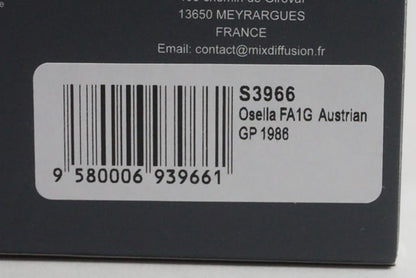 13650 MEYRARGUES
FRANCE
Email: contact@mixdiffusion.fr
S3966
Osella FA1G Austrian
GP 1986
9 580006 939661